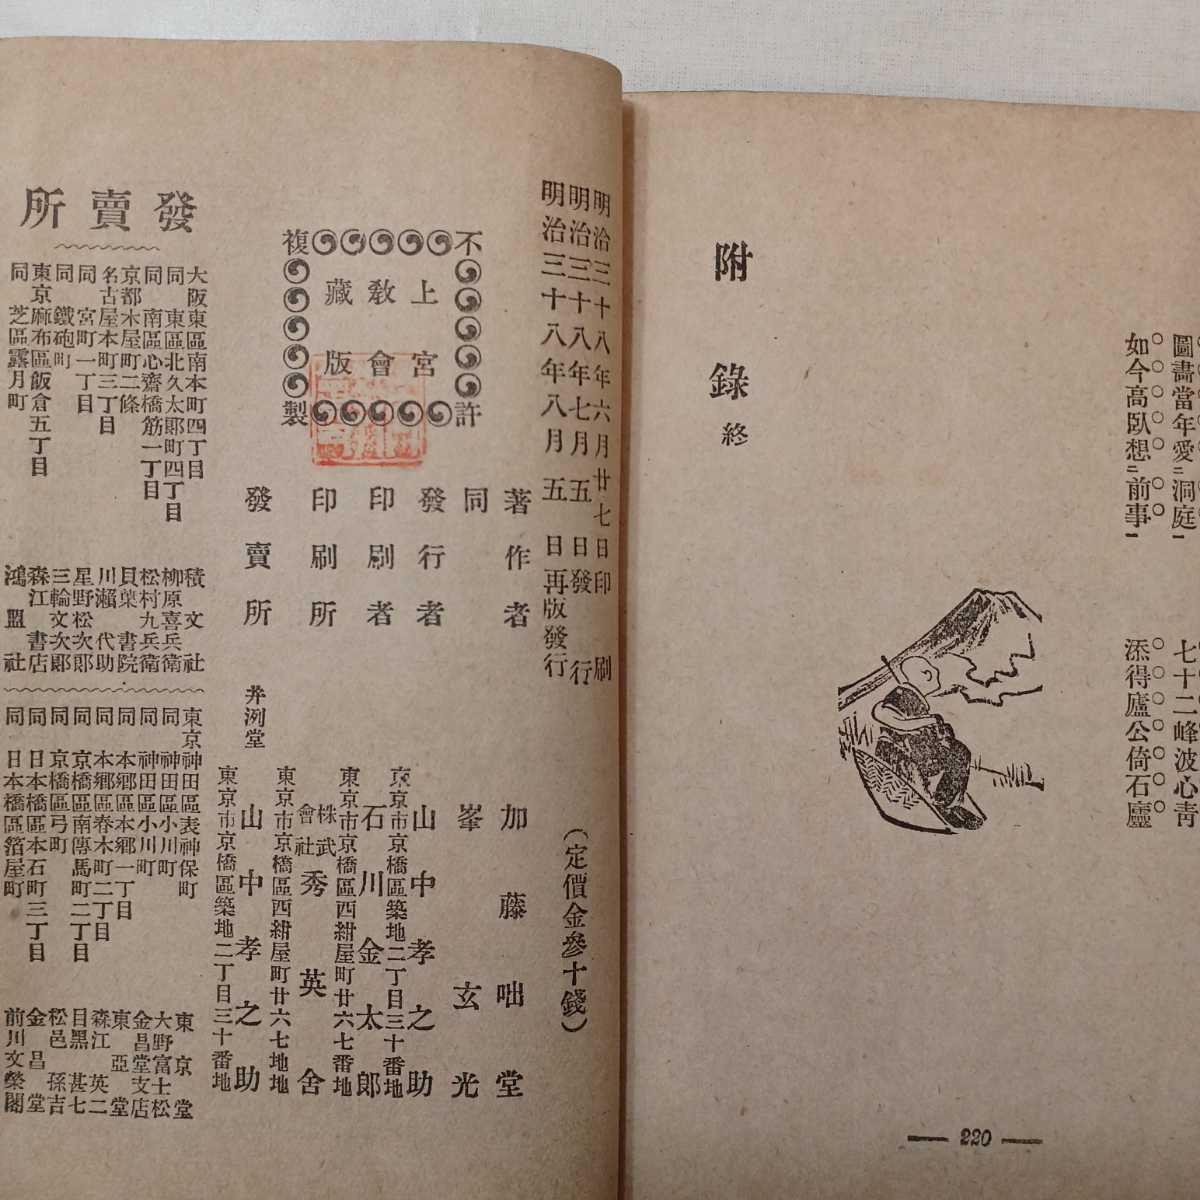 圖畵當年愛㆓洞庭㆒
七十二峰波心靑
如今高臥想㆓前事㆒
添得廬公倚石
附錄終
220
明治三十八年六月廿七日印刷
明治三十八年七月五日發行
明治三十八年八月五日再版發行
(定價金參十錢)
不許複製
上宮敎會藏版
著作者 加藤咄堂
同 峯玄光
發行者 山中孝之助
東京市京橋區築地二丁目三十番地
印刷者 石川金太郎
東京市京橋區西紺屋町廿六七番地
印刷所 株式會社秀英舍
東京市京橋區西紺屋町廿六七番地
發賣所 井冽堂 山中孝之助
東京市京橋區築地二丁目三十番地
發賣所
大阪東區南本町四丁目 積文社
同東區北久太郎町四丁目 柳原喜兵衛
同南區心齋橋筋一丁目 松村九兵衛
京都木屋町二條 貝葉書院
名古屋本町三丁目 川瀨代助
同宮町一丁目 星野松次郎
同鐵砲町 三輪文次郎
東京麻布區飯倉五丁目 森江書店
同芝區露月町 鴻盟社
東京神田區表神保町 東京堂
同神田區小川町 大野富士松
同神田區小川町 金昌堂支店
同本鄉區本鄉一丁目 東亞堂
同本鄉區春木町二丁目 森江英二
同京橋區南傳馬町二丁目 目黑甚七
同京橋區弓町 松邑孫吉
同日本橋區本石町三丁目 金昌堂
同日本橋區箔屋町 前川文榮閣